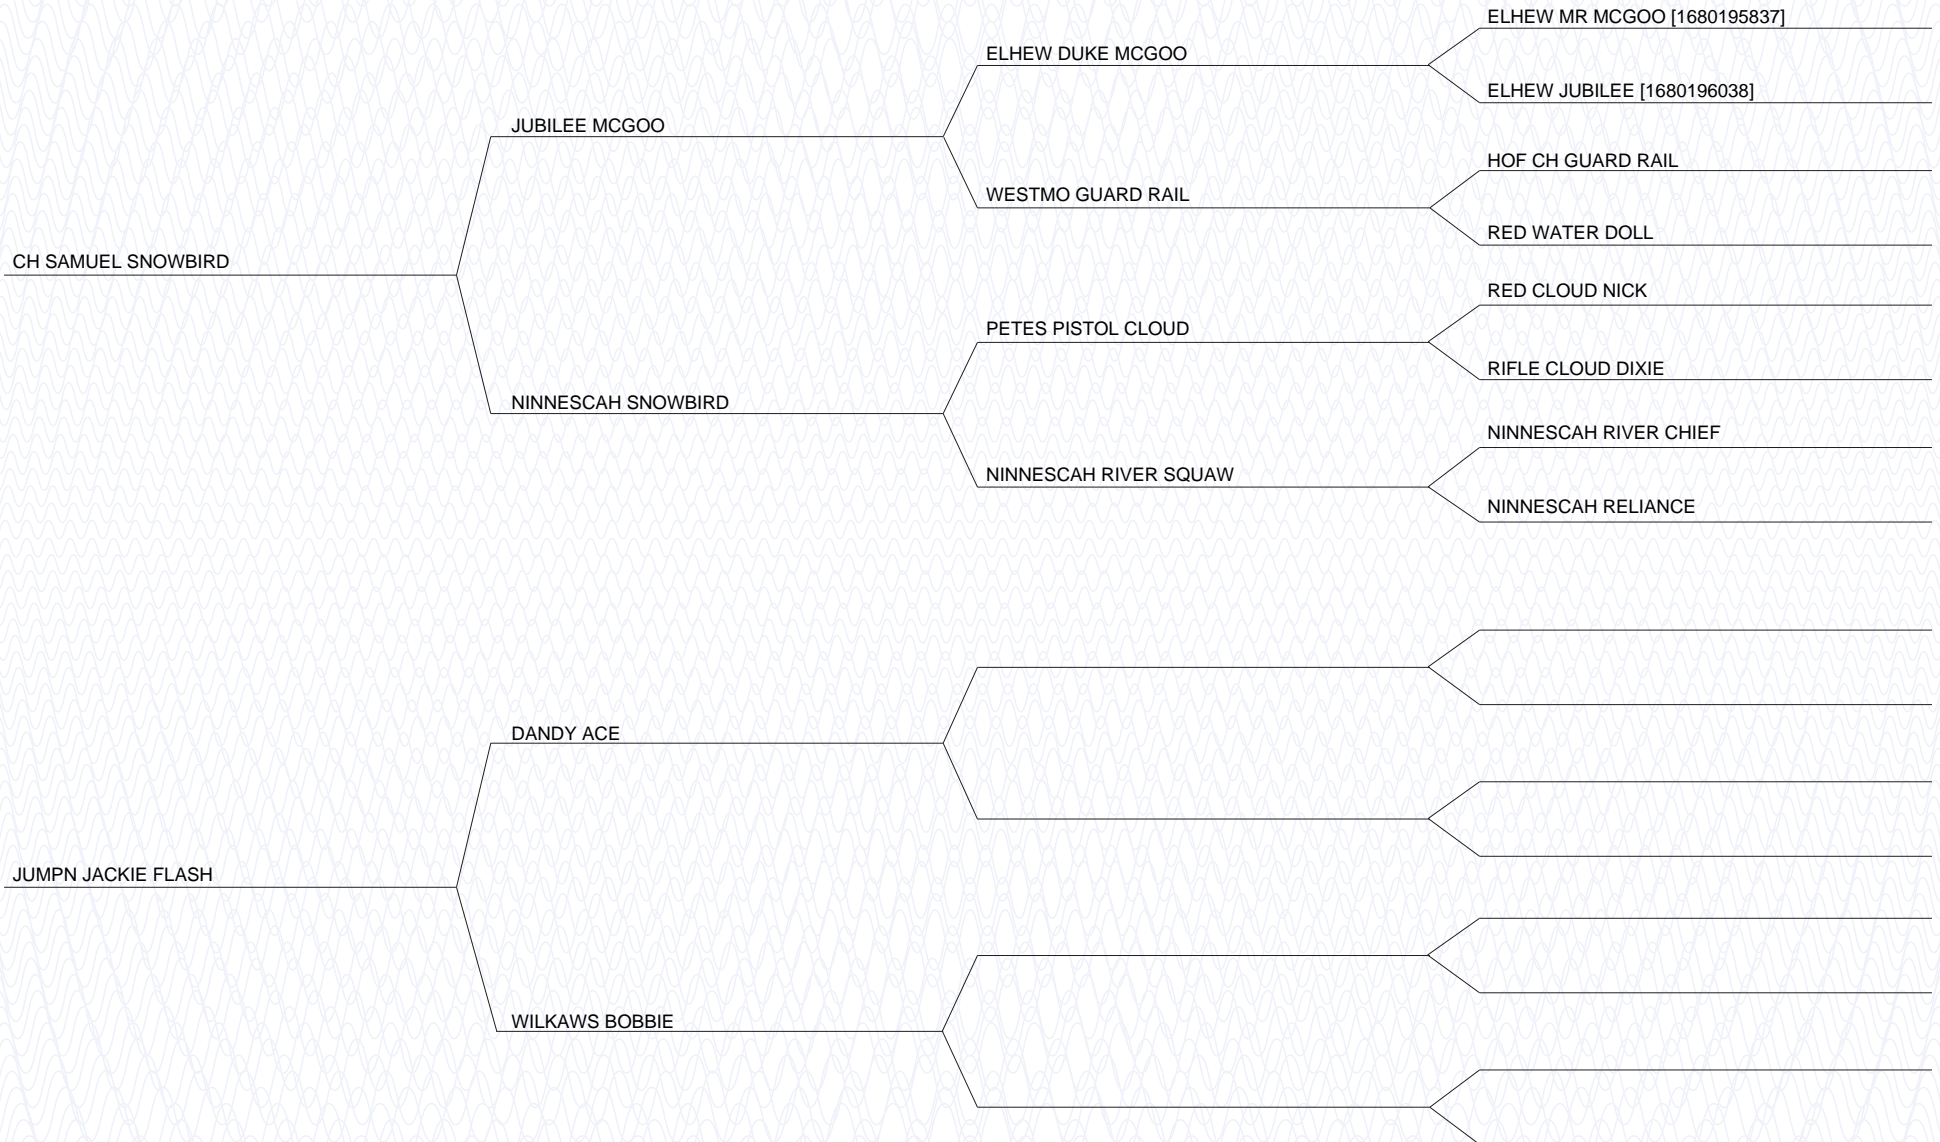 ELHEW MR MCGOO [1680195837]
ELHEW DUKE MCGOO
ELHEW JUBILEE [1680196038]
JUBILEE MCGOO
HOF CH GUARD RAIL
WESTMO GUARD RAIL
RED WATER DOLL
CH SAMUEL SNOWBIRD
RED CLOUD NICK
PETES PISTOL CLOUD
RIFLE CLOUD DIXIE
NINNESCAH SNOWBIRD
NINNESCAH RIVER CHIEF
NINNESCAH RIVER SQUAW
NINNESCAH RELIANCE
DANDY ACE
JUMPN JACKIE FLASH
WILKAWS BOBBIE